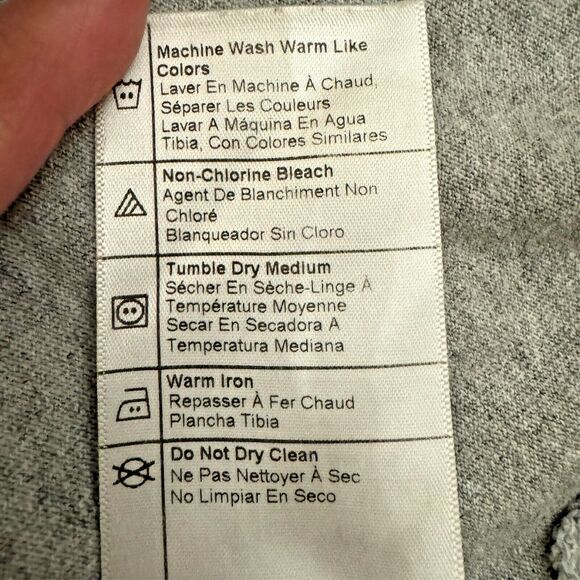 Machine Wash Warm Like
Colors
Laver En Machine À Chaud,
Séparer Les Couleurs
Lavar A Máquina En Agua
Tibia, Con Colores Similares
Non-Chlorine Bleach
Agent De Blanchiment Non
Chloré
Blanqueador Sin Cloro
Tumble Dry Medium
Sécher En Sèche-Linge À
Température Moyenne
Secar En Secadora A
Temperatura Mediana
Warm Iron
Repasser À Fer Chaud
Plancha Tibia
Do Not Dry Clean
Ne Pas Nettoyer À Sec
No Limpiar En Seco